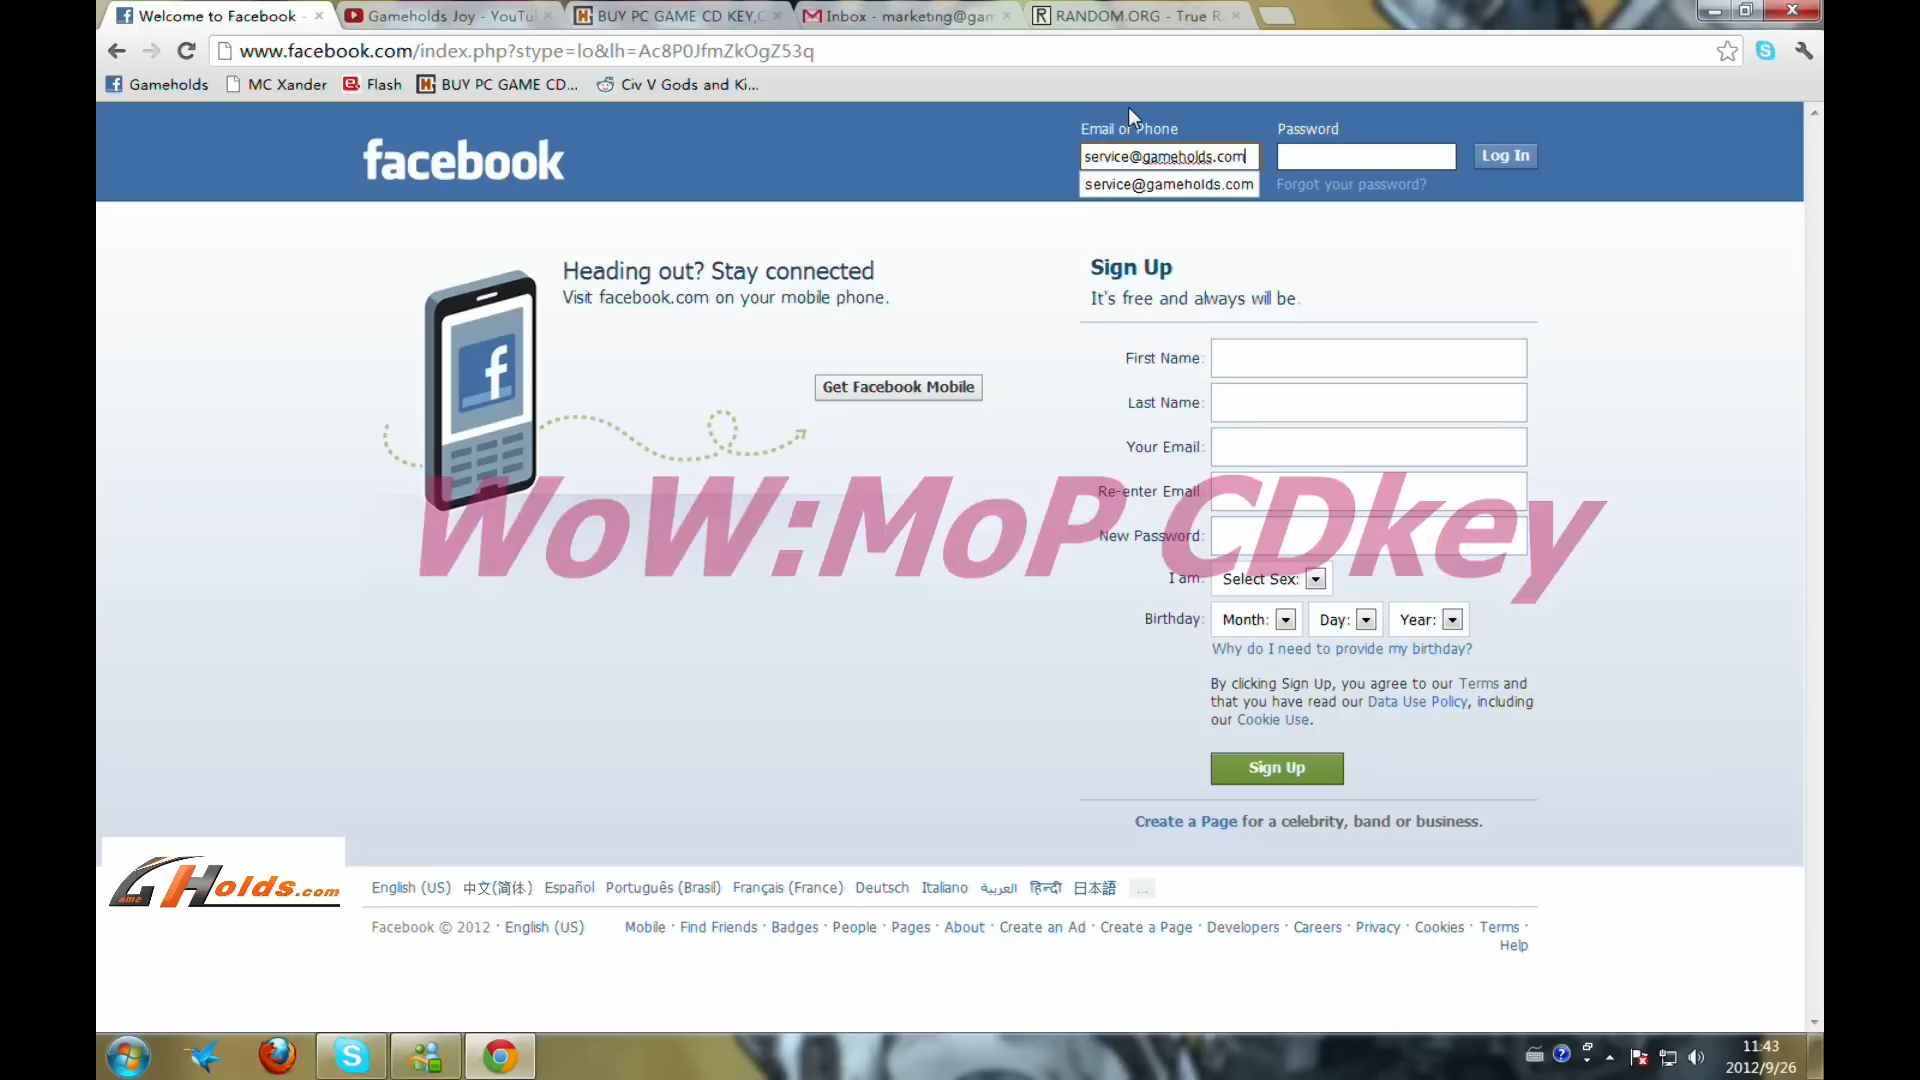 Welcome to Facebook -
Gameholds Joy - YouTu
BUY PC GAME CD KEY,C
Inbox - marketing@gam
RANDOM.ORG - True R
www.facebook.com/index.php?stype=lo&lh=Ac8P0JfmZkOgZ53q
Gameholds
MC Xander
Flash
BUY PC GAME CD...
Civ V Gods and Ki...
facebook
Email or Phone
Password
service@gameholds.com
Log In
service@gameholds.com
Forgot your password?
Heading out? Stay connected
Visit facebook.com on your mobile phone.
Get Facebook Mobile
Sign Up
It's free and always will be.
First Name:
Last Name:
Your Email:
Re-enter Email
New Password:
I am:
Select Sex:
Birthday:
Month:
Day:
Year:
Why do I need to provide my birthday?
WoW:MoP CDkey
By clicking Sign Up, you agree to our Terms and
that you have read our Data Use Policy, including
our Cookie Use.
Sign Up
Create a Page for a celebrity, band or business.
Game Holds.com
English (US) 中文(简体) Español Português (Brasil) Français (France) Deutsch Italiano العربية हिन्दी 日本語 ...
Facebook © 2012 · English (US)
Mobile · Find Friends · Badges · People · Pages · About · Create an Ad · Create a Page · Developers · Careers · Privacy · Cookies · Terms ·
Help
11:43
2012/9/26